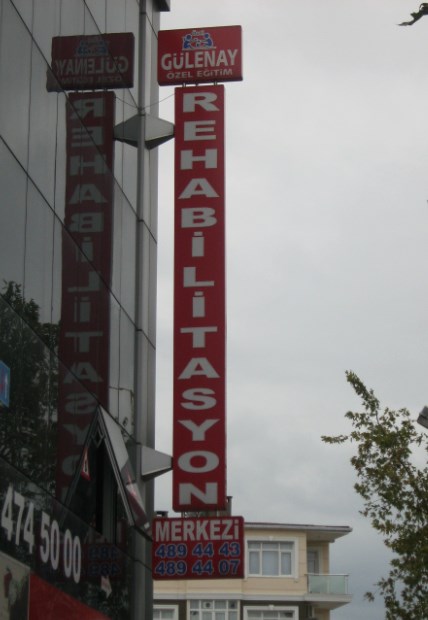 GÜLENAY
ÖZEL EĞİTİM
REHABİLİTASYON
MERKEZİ
489 44 43
489 44 07
474 50 00